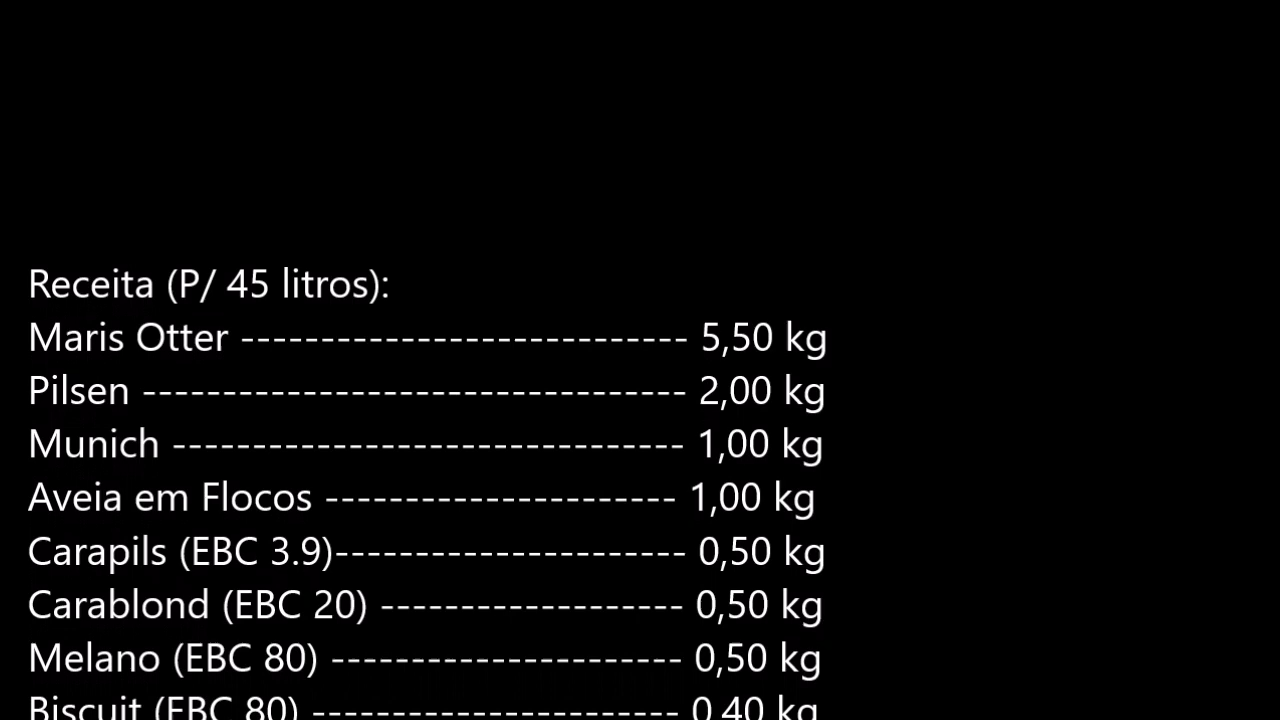 Receita (P/ 45 litros):
Maris Otter ---------------------------- 5,50 kg
Pilsen ---------------------------------- 2,00 kg
Munich -------------------------------- 1,00 kg
Aveia em Flocos ---------------------- 1,00 kg
Carapils (EBC 3.9)---------------------- 0,50 kg
Carablond (EBC 20) ------------------- 0,50 kg
Melano (EBC 80) ---------------------- 0,50 kg
Biscuit (EBC 80) ----------------------- 0,40 kg